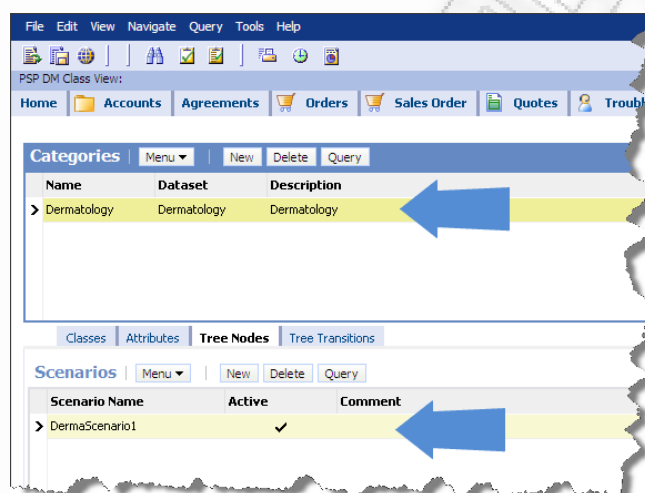 File Edit View Navigate Query Tools Help
PSP DM Class View:
Home Accounts Agreements Orders Sales Order Quotes
Categories Menu New Delete Query
Name Dataset Description
Dermatology Dermatology Dermatology
Classes Attributes Tree Nodes Tree Transitions
Scenarios Menu New Delete Query
Scenario Name Active Comment
DermaScenario1